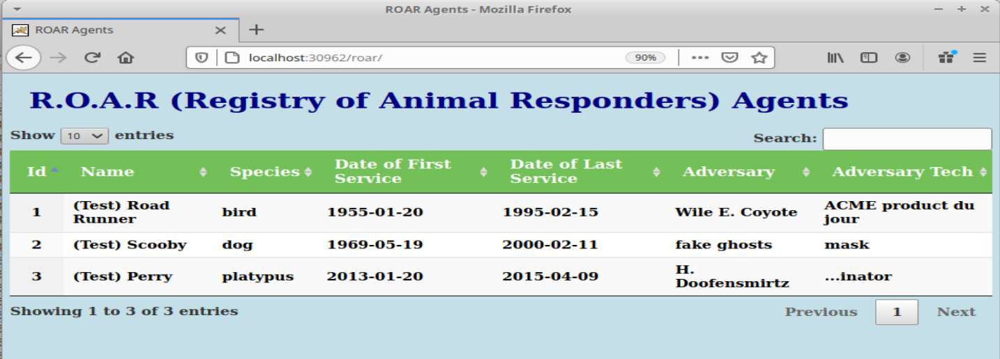 ROAR Agents - Mozilla Firefox
ROAR Agents
localhost:30962/roar/
90%
R.O.A.R (Registry of Animal Responders) Agents
Show 10 entries
Search:
Id Name Species Date of First Service Date of Last Service Adversary Adversary Tech
1 (Test) Road Runner bird 1955-01-20 1995-02-15 Wile E. Coyote ACME product du jour
2 (Test) Scooby dog 1969-05-19 2000-02-11 fake ghosts mask
3 (Test) Perry platypus 2013-01-20 2015-04-09 H. Doofensmirtz ...inator
Showing 1 to 3 of 3 entries
Previous 1 Next